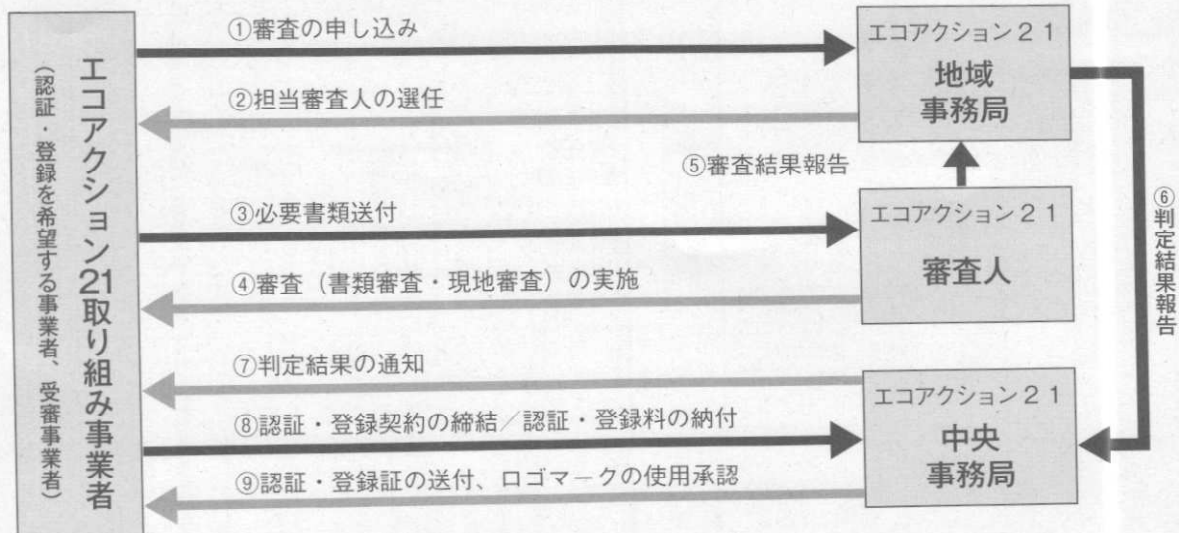 エコアクション21取り組み事業者
（認証・登録を希望する事業者、受審事業者）
①審査の申し込み
②担当審査人の選任
③必要書類送付
④審査（書類審査・現地審査）の実施
⑤審査結果報告
⑥判定結果報告
⑦判定結果の通知
⑧認証・登録契約の締結／認証・登録料の納付
⑨認証・登録証の送付、ロゴマークの使用承認
エコアクション２１
地域
事務局
エコアクション２１
審査人
エコアクション２１
中央
事務局